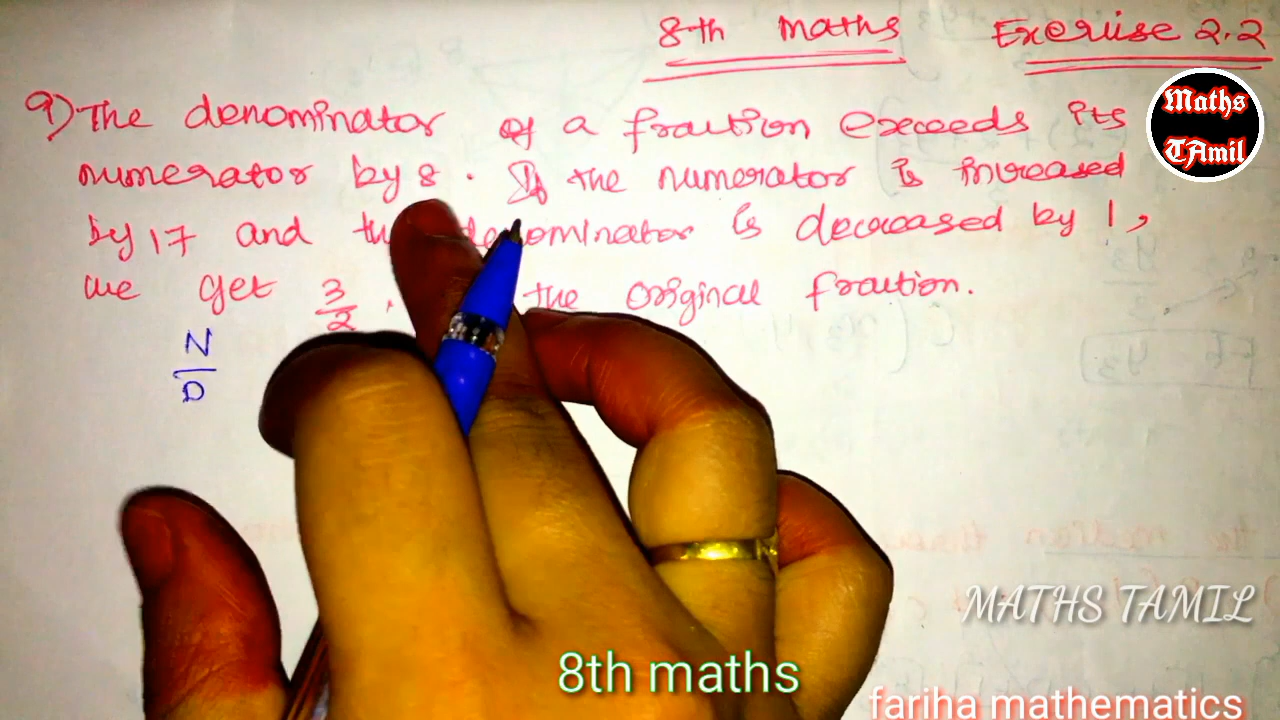 8th maths Exercise 2.2
Maths
TAmil
9) The denominator of a fraction exceeds its
numerator by 8. If the numerator is increased
by 17 and the denominator is decreased by 1,
we get 3/2. the original fraction.
N
D
MATHS TAMIL
8th maths
fariha mathematics